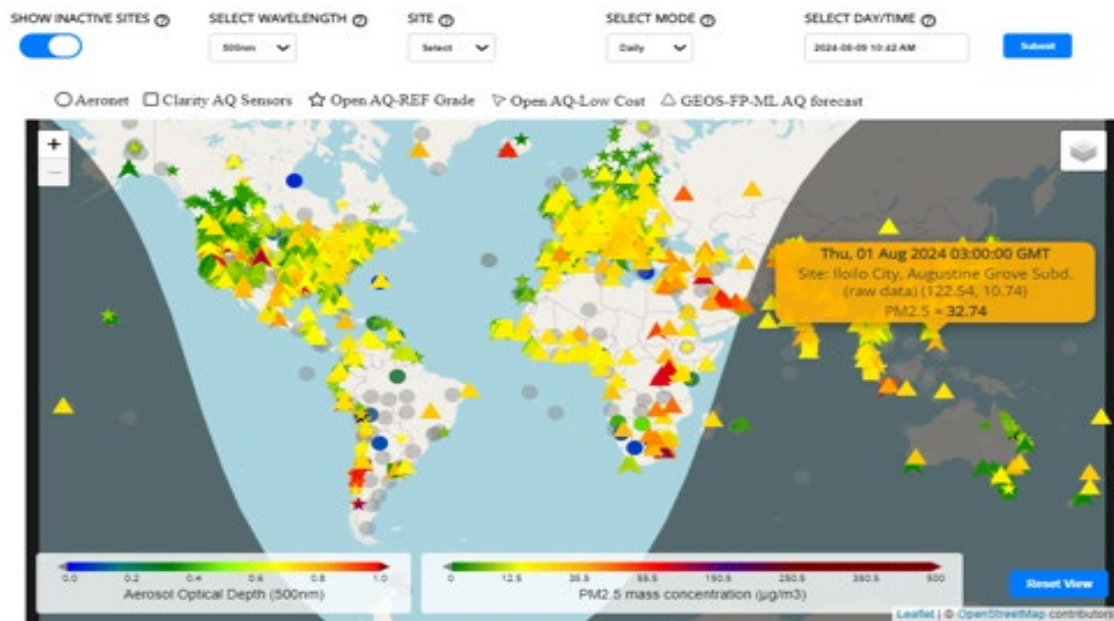 SHOW INACTIVE SITES
SELECT WAVELENGTH
SITE
SELECT MODE
SELECT DAY/TIME
500nm
Select
Daily
2024-08-09 10:42 AM
Submit
Aeronet Clarity AQ Sensors Open AQ-REF Grade Open AQ-Low Cost GEOS-FP-ML AQ forecast
+
−
Thu, 01 Aug 2024 03:00:00 GMT
Site: Iloilo City, Augustine Grove Subd.
(raw data) (122.54, 10.74)
PM2.5 = 32.74
0.0 0.2 0.4 0.6 0.8 1.0
Aerosol Optical Depth (500nm)
0 12.5 35.5 55.5 150.5 250.5 350.5 500
PM2.5 mass concentration (µg/m3)
Reset View
Leaflet | © OpenStreetMap contributors